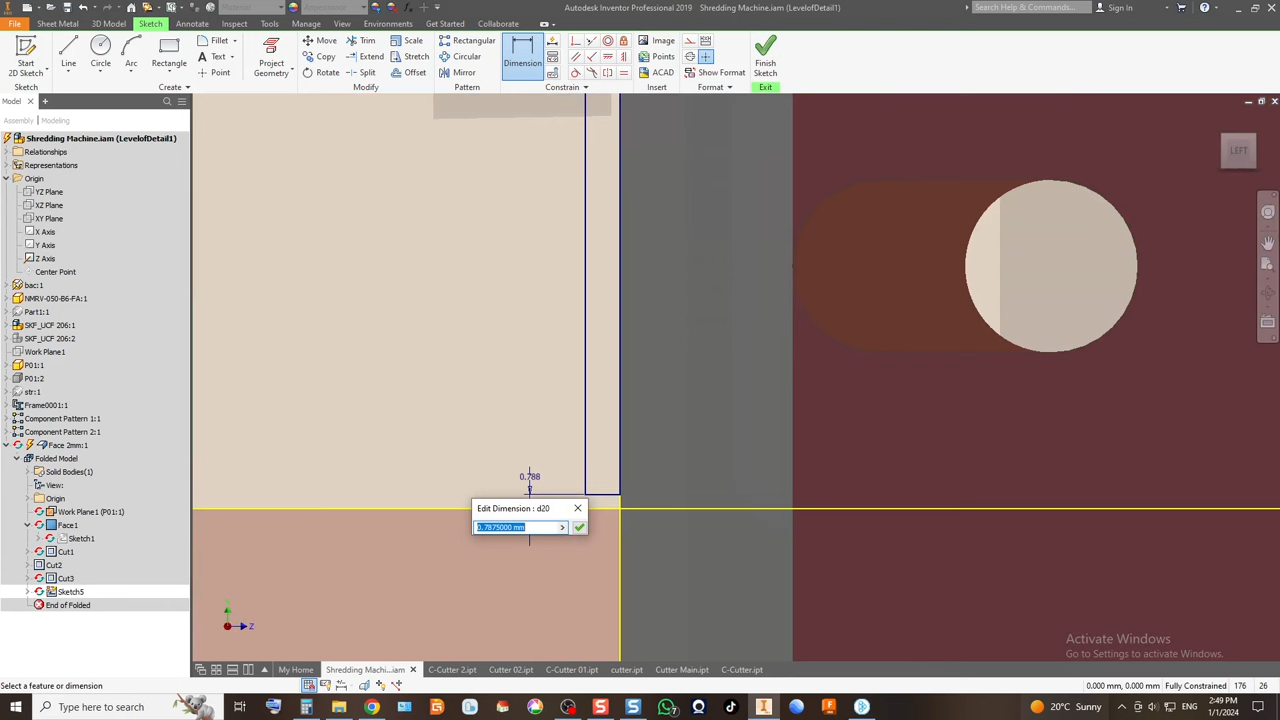 Material
Appearance
Autodesk Inventor Professional 2019   Shredding Machine.iam (LevelofDetail1)
Search Help & Commands...
Sign In
File
Sheet Metal
3D Model
Sketch
Annotate
Inspect
Tools
Manage
View
Environments
Get Started
Collaborate
Start
2D Sketch
Line
Circle
Arc
Rectangle
Fillet
Text
Point
Project
Geometry
Move
Trim
Scale
Copy
Extend
Stretch
Rotate
Split
Offset
Rectangular
Circular
Mirror
Dimension
Image
Points
ACAD
Show Format
Finish
Sketch
Sketch
Create
Modify
Pattern
Constrain
Insert
Format
Exit
Model
Assembly
Modeling
Shredding Machine.iam (LevelofDetail1)
Relationships
Representations
Origin
YZ Plane
XZ Plane
XY Plane
X Axis
Y Axis
Z Axis
Center Point
bac:1
NMRV-050-B6-FA:1
Part1:1
SKF_UCF 206:1
SKF_UCF 206:2
Work Plane1
P01:1
P01:2
str:1
Frame0001:1
Component Pattern 1:1
Component Pattern 2:1
Face 2mm:1
Folded Model
Solid Bodies(1)
View:
Origin
Work Plane1 (P01:1)
Face1
Sketch1
Cut1
Cut2
Cut3
Sketch5
End of Folded
LEFT
0.788
Edit Dimension : d20
0.7875000 mm
Z
Activate Windows
Go to Settings to activate Windows.
My Home
Shredding Machi...iam
C-Cutter 2.ipt
Cutter 02.ipt
C-Cutter 01.ipt
cutter.ipt
Cutter Main.ipt
C-Cutter.ipt
Select a feature or dimension
0.000 mm, 0.000 mm
Fully Constrained
176
26
Type here to search
20°C Sunny
ENG
2:49 PM
1/1/2024